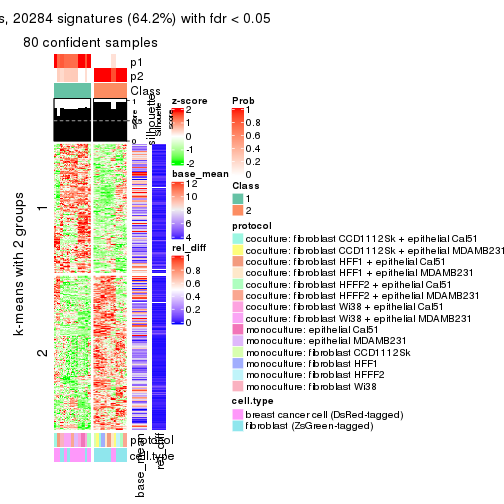 s, 20284 signatures (64.2%) with fdr < 0.05
80 confident samples
p1
p2
Class
silhouette
score
1
0.5
0
silhouette
score
k-means with 2 groups
1
2
protocol
cell.type
base_mean
rel_diff
z-score
2
1
0
-1
-2
base_mean
12
10
8
6
4
rel_diff
1
0.8
0.6
0.4
0.2
0
Prob
1
0.8
0.6
0.4
0.2
0
Class
1
2
protocol
coculture: fibroblast CCD1112Sk + epithelial Cal51
coculture: fibroblast CCD1112Sk + epithelial MDAMB231
coculture: fibroblast HFF1 + epithelial Cal51
coculture: fibroblast HFF1 + epithelial MDAMB231
coculture: fibroblast HFFF2 + epithelial Cal51
coculture: fibroblast HFFF2 + epithelial MDAMB231
coculture: fibroblast Wi38 + epithelial Cal51
coculture: fibroblast Wi38 + epithelial MDAMB231
monoculture: epithelial Cal51
monoculture: epithelial MDAMB231
monoculture: fibroblast CCD1112Sk
monoculture: fibroblast HFF1
monoculture: fibroblast HFFF2
monoculture: fibroblast Wi38
cell.type
breast cancer cell (DsRed-tagged)
fibroblast (ZsGreen-tagged)